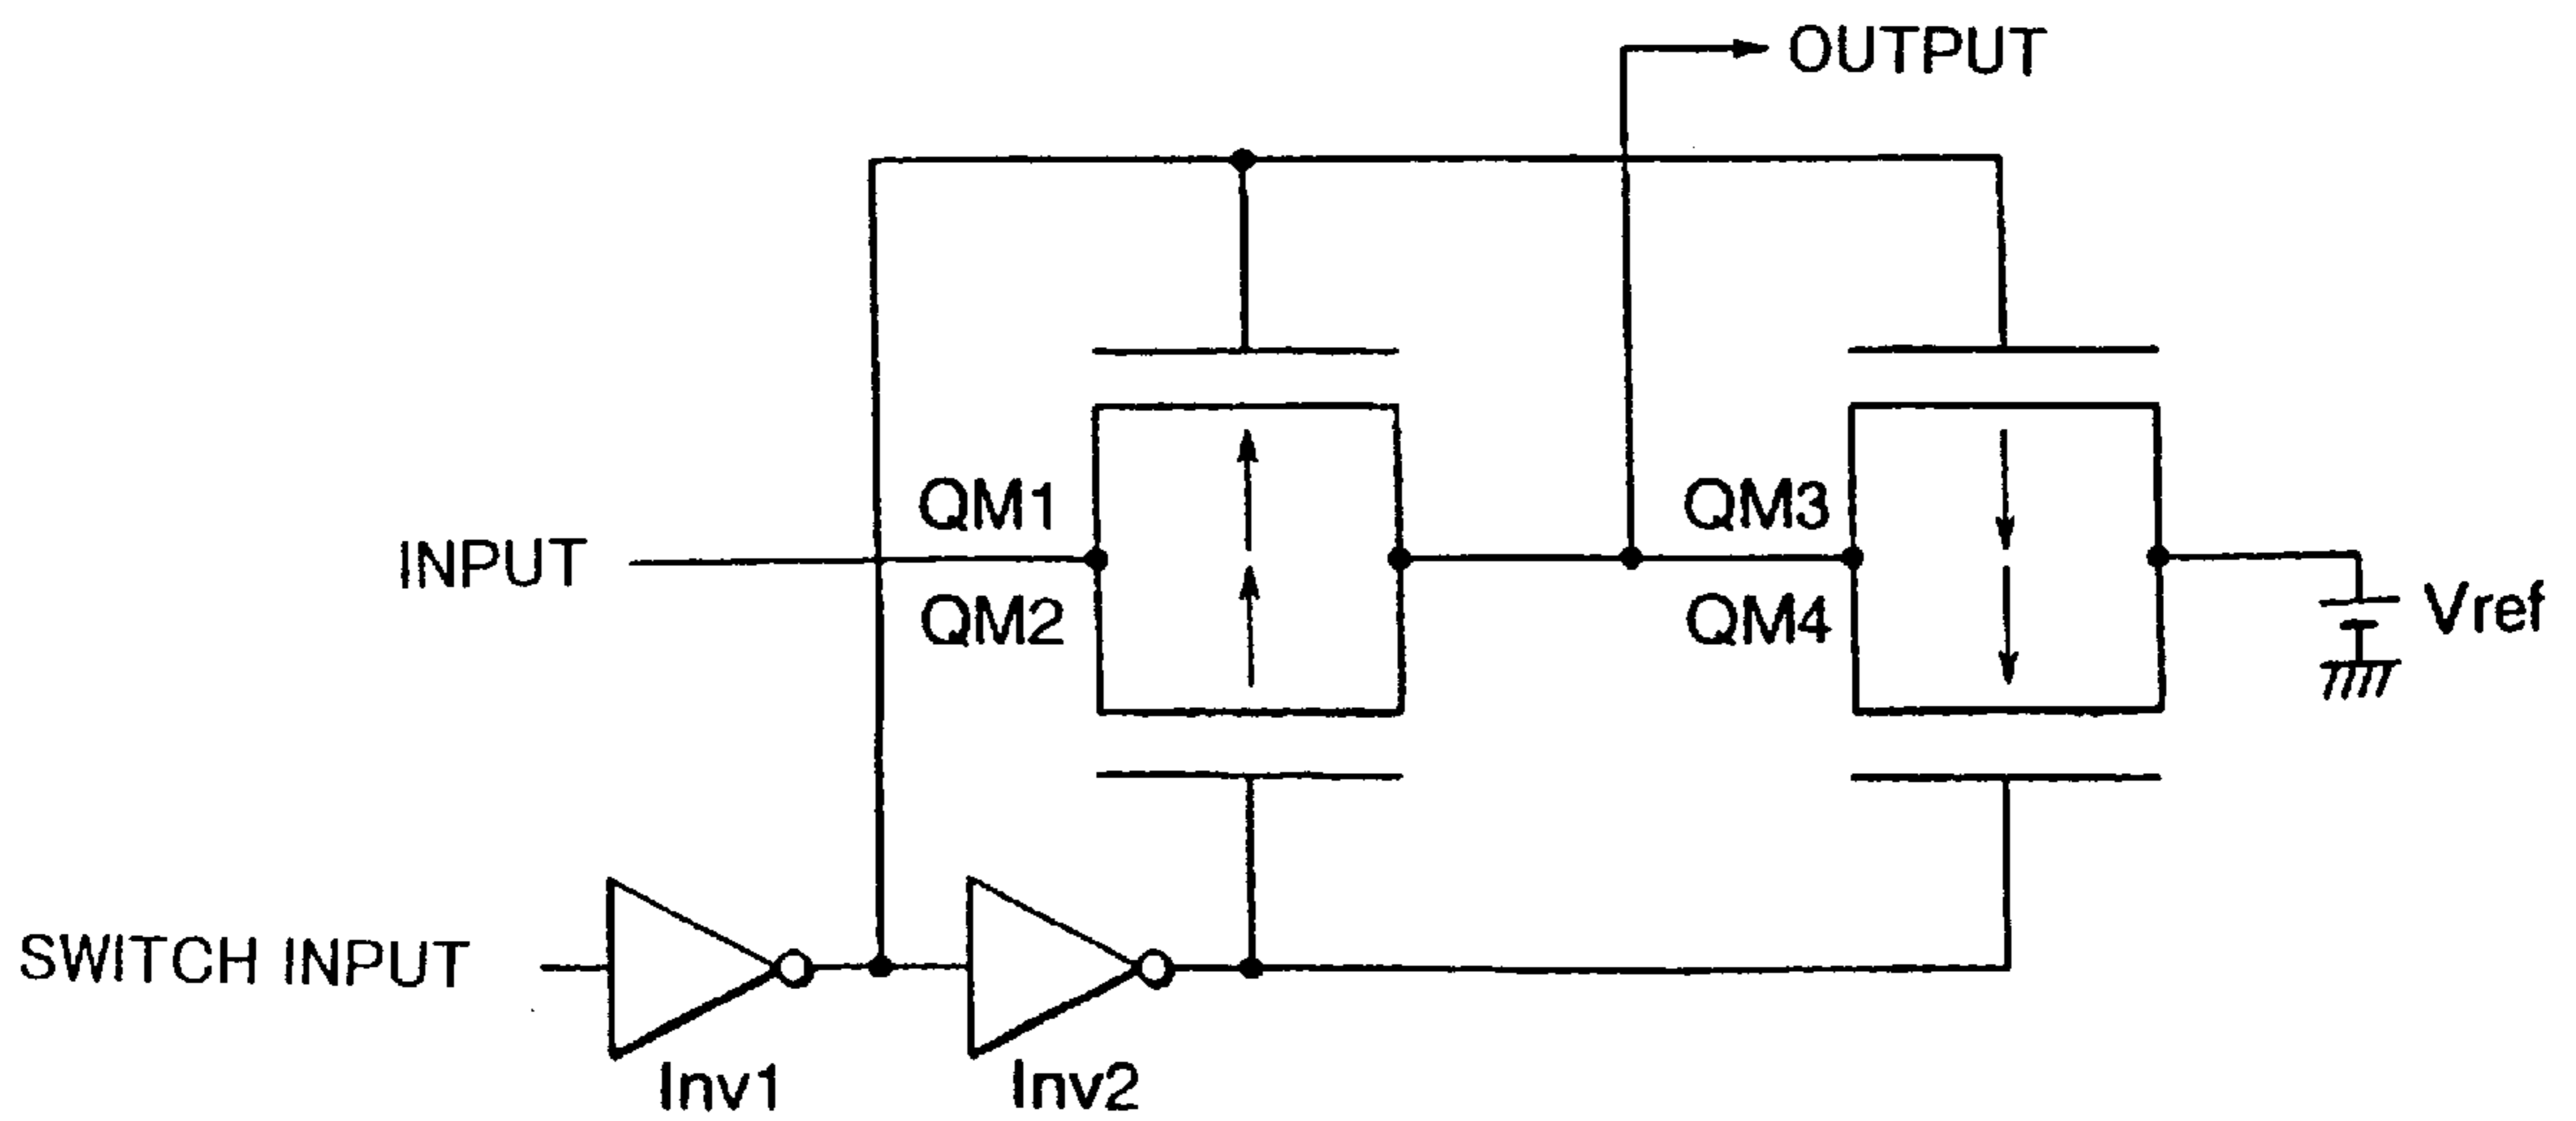 OUTPUT
QM1
QM3
INPUT
QM2
QM4
Vref
SWITCH INPUT
Inv1
Inv2